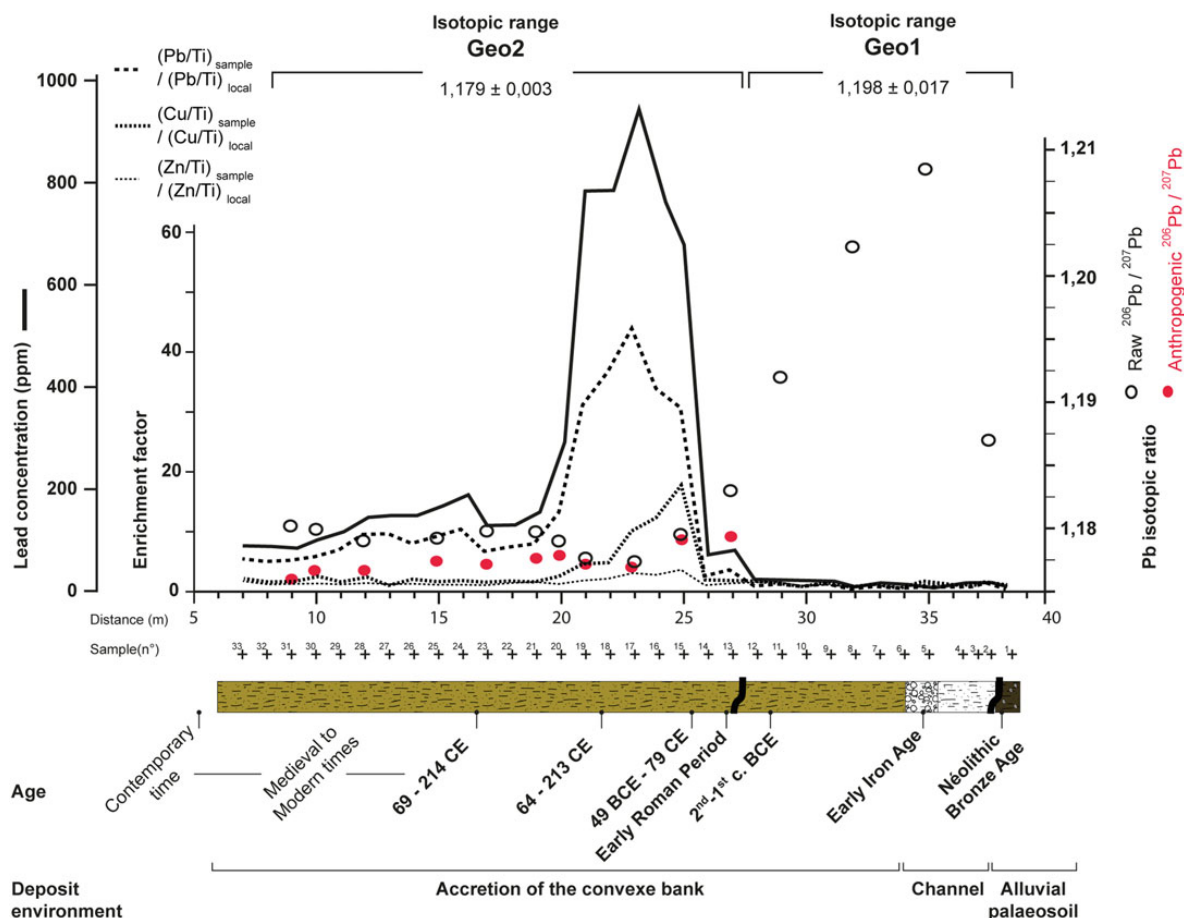 Isotopic range
Geo2
1,179 ± 0,003
Isotopic range
Geo1
1,198 ± 0,017
(Pb/Ti) sample
/ (Pb/Ti) local
(Cu/Ti) sample
/ (Cu/Ti) local
(Zn/Ti) sample
/ (Zn/Ti) local
Lead concentration (ppm)
1000
800
600
400
200
0
Enrichment factor
60
40
20
0
1,21
1,20
1,19
1,18
Pb isotopic ratio
Raw 206Pb / 207Pb
Anthropogenic 206Pb / 207Pb
Distance (m)
5 10 15 20 25 30 35 40
Sample(n°)
33 32 31 30 29 28 27 26 25 24 23 22 21 20 19 18 17 16 15 14 13 12 11 10 9 8 7 6 5 4 3 2 1
Age
Contemporary
time
Medieval to
Modern times
69 - 214 CE
64 - 213 CE
49 BCE - 79 CE
Early Roman Period
2nd-1st c. BCE
Early Iron Age
Néolithic
Bronze Age
Deposit
environment
Accretion of the convexe bank
Channel
Alluvial
palaeosoil